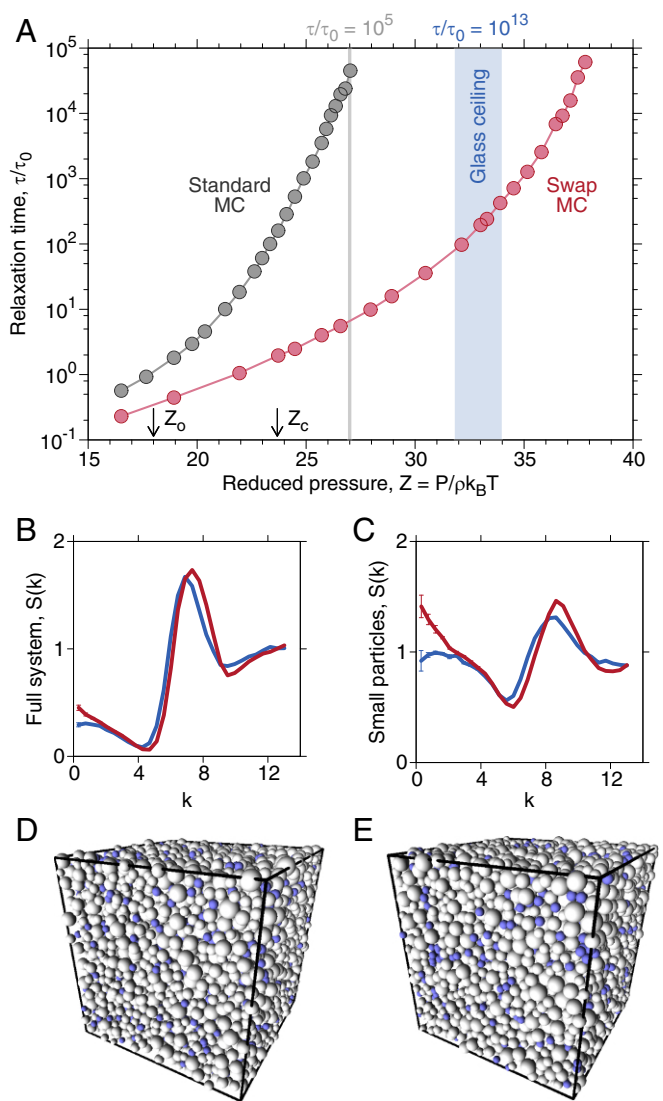 A
τ/τ₀ = 10⁵
τ/τ₀ = 10¹³
10⁵
10⁴
10³
10²
10¹
10⁰
10⁻¹
Relaxation time, τ/τ₀
Standard
MC
Glass ceiling
Swap
MC
Zₒ
Z꜀
15
20
25
30
35
40
Reduced pressure, Z = P/ρk_BT
B
2
1
0
Full system, S(k)
0
4
8
12
k
C
2
1
0
Small particles, S(k)
0
4
8
12
k
D
E